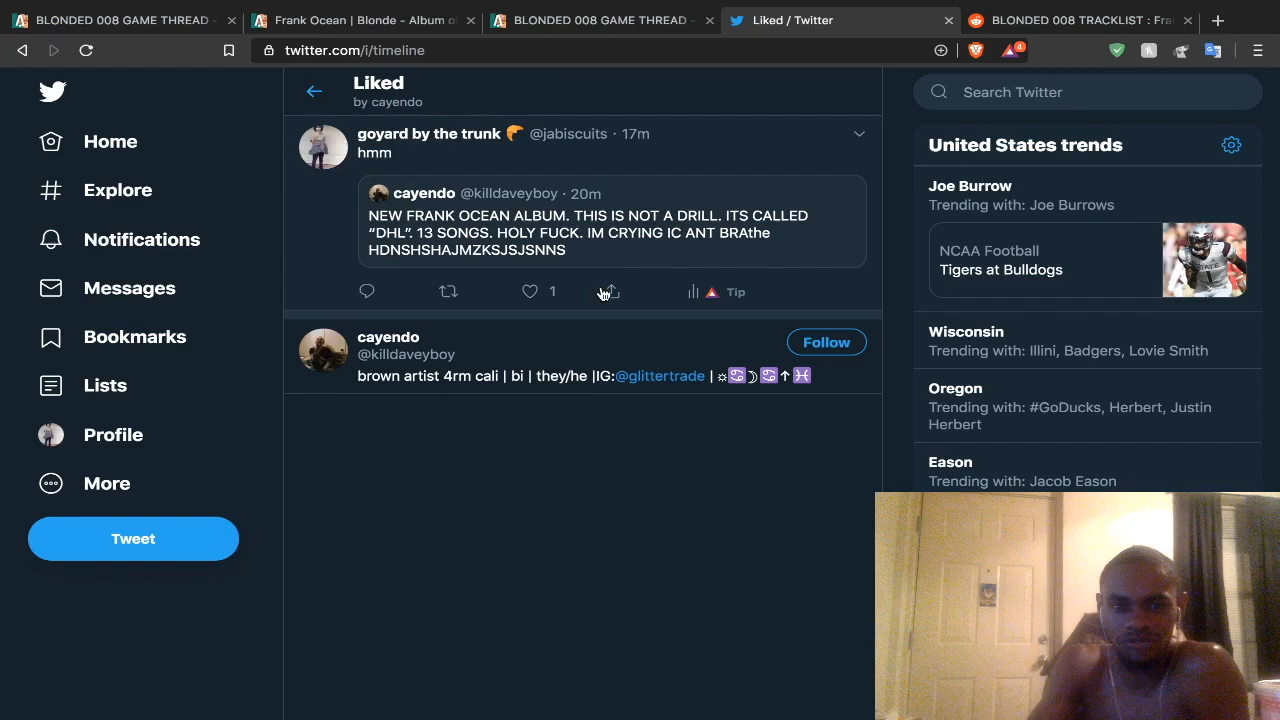 BLONDED 008 GAME THREAD -
Frank Ocean | Blonde - Album o
BLONDED 008 GAME THREAD -
Liked / Twitter
BLONDED 008 TRACKLIST : Fra
twitter.com/i/timeline
4
Home
Explore
Notifications
Messages
Bookmarks
Lists
Profile
More
Tweet
Liked
by cayendo
goyard by the trunk @jabiscuits · 17m
hmm
cayendo @killdaveyboy · 20m
NEW FRANK OCEAN ALBUM. THIS IS NOT A DRILL. ITS CALLED
“DHL”. 13 SONGS. HOLY FUCK. IM CRYING IC ANT BRAthe
HDNSHSHAJMZKSJSJSNNS
1
Tip
cayendo
@killdaveyboy
Follow
brown artist 4rm cali | bi | they/he |IG:@glittertrade | ☼♋☽♋↑♓
Search Twitter
United States trends
Joe Burrow
Trending with: Joe Burrows
NCAA Football
Tigers at Bulldogs
Wisconsin
Trending with: Illini, Badgers, Lovie Smith
Oregon
Trending with: #GoDucks, Herbert, Justin
Herbert
Eason
Trending with: Jacob Eason